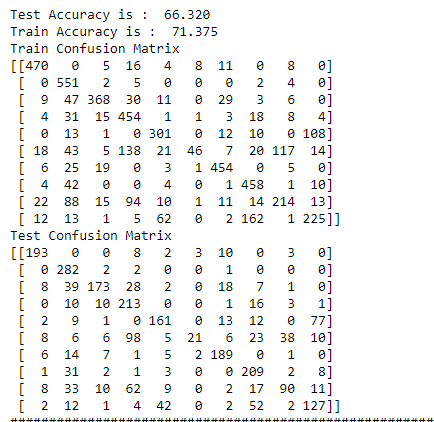 Test Accuracy is :  66.320
Train Accuracy is :  71.375
Train Confusion Matrix
[[470   0   5  16   4   8  11   0   8   0]
 [  0 551   2   5   0   0   0   2   4   0]
 [  9  47 368  30  11   0  29   3   6   0]
 [  4  31  15 454   1   1   3  18   8   4]
 [  0  13   1   0 301   0  12  10   0 108]
 [ 18  43   5 138  21  46   7  20 117  14]
 [  6  25  19   0   3   1 454   0   5   0]
 [  4  42   0   0   4   0   1 458   1  10]
 [ 22  88  15  94  10   1  11  14 214  13]
 [ 12  13   1   5  62   0   2 162   1 225]]
Test Confusion Matrix
[[193   0   0   8   2   3  10   0   3   0]
 [  0 282   2   2   0   0   1   0   0   0]
 [  8  39 173  28   2   0  18   7   1   0]
 [  0  10  10 213   0   0   1  16   3   1]
 [  2   9   1   0 161   0  13  12   0  77]
 [  8   6   6  98   5  21   6  23  38  10]
 [  6  14   7   1   5   2 189   0   1   0]
 [  1  31   2   1   3   0   0 209   2   8]
 [  8  33  10  62   9   0   2  17  90  11]
 [  2  12   1   4  42   0   2  52   2 127]]